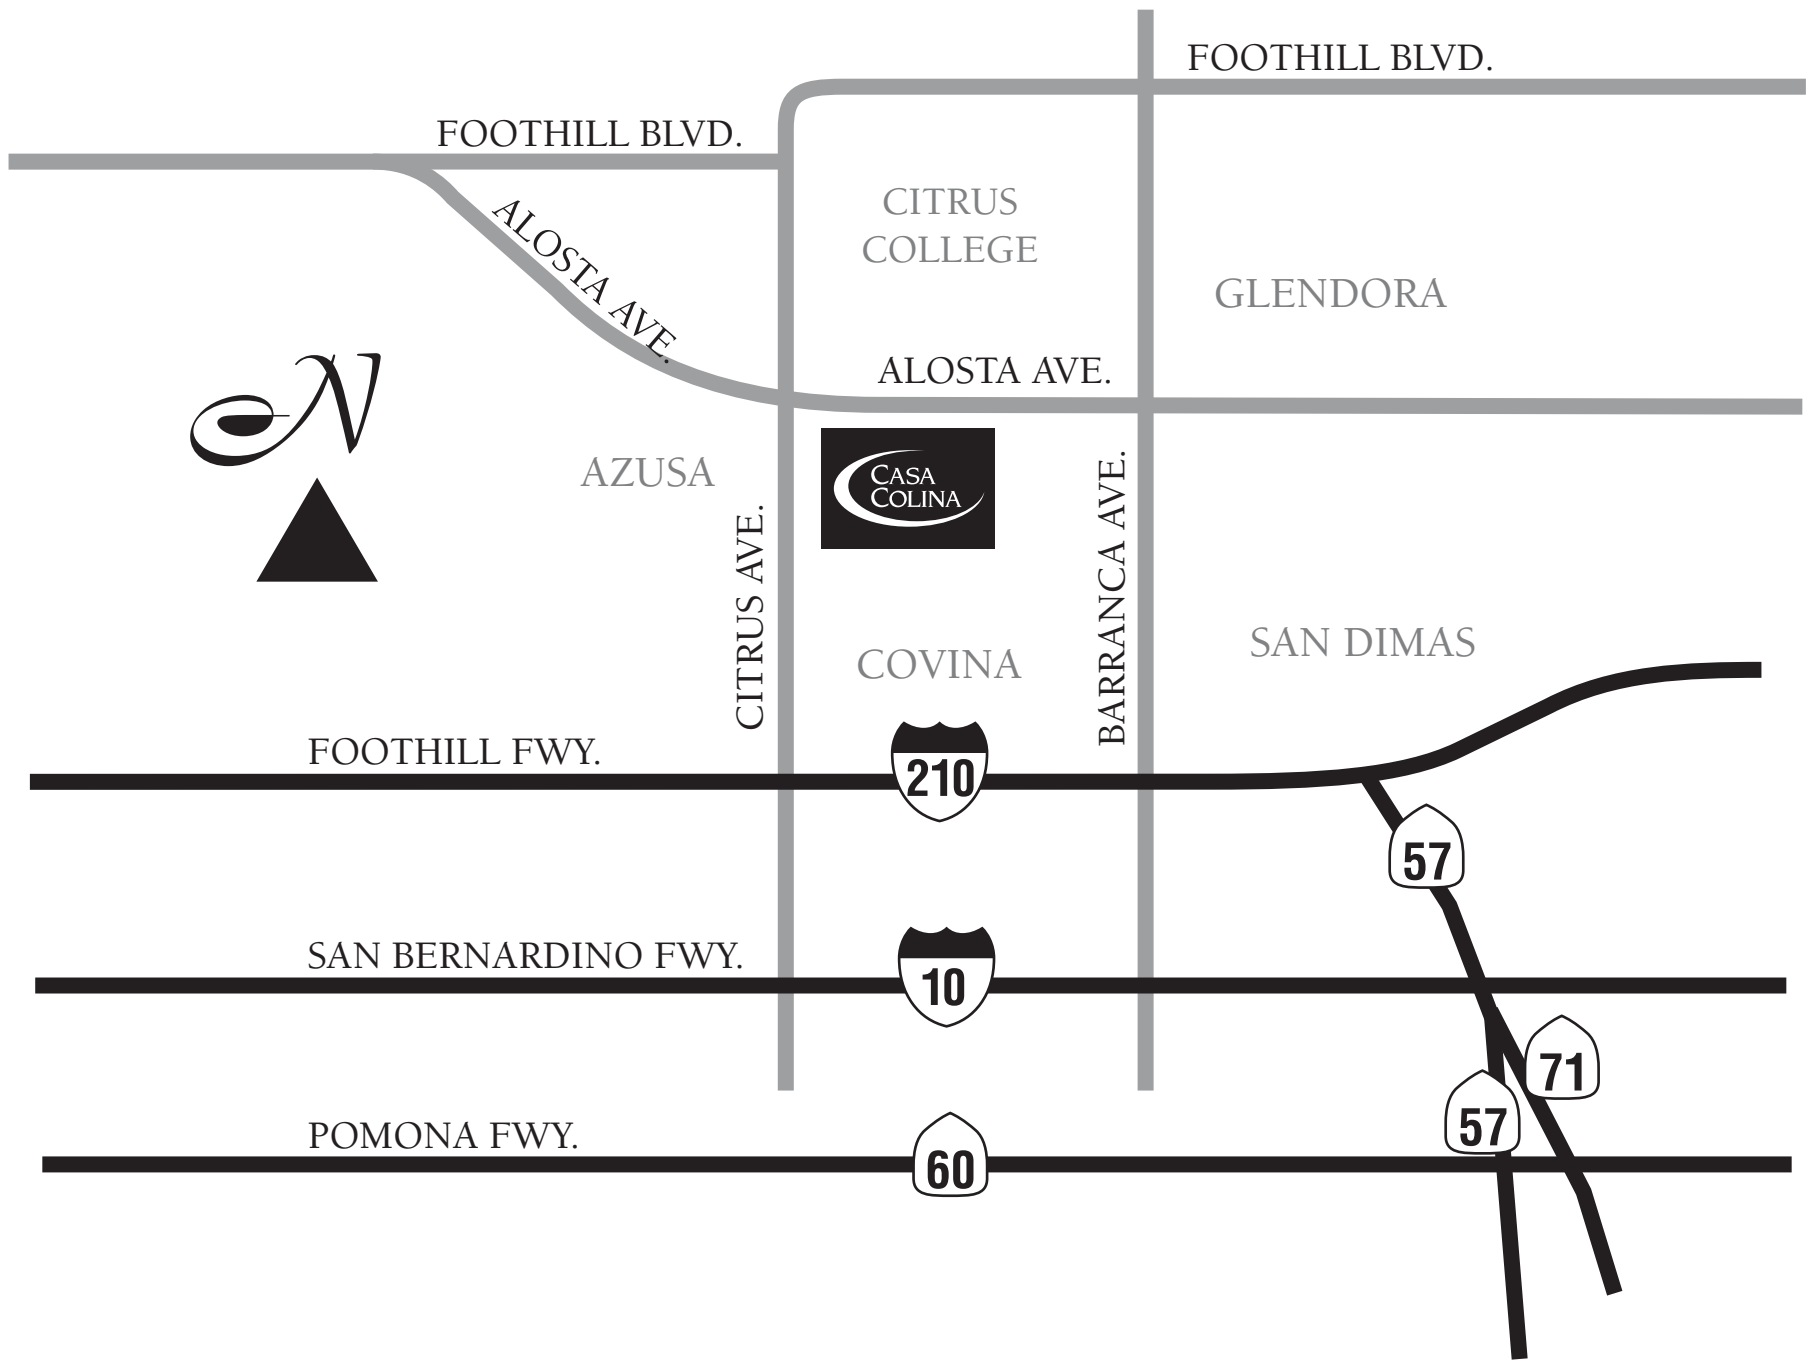 FOOTHILL BLVD.
FOOTHILL BLVD.
CITRUS
COLLEGE
ALOSTA AVE.
GLENDORA
N
ALOSTA AVE.
AZUSA
CASA
COLINA
CITRUS AVE.
BARRANCA AVE.
COVINA
SAN DIMAS
FOOTHILL FWY.
210
57
SAN BERNARDINO FWY.
10
71
57
POMONA FWY.
60